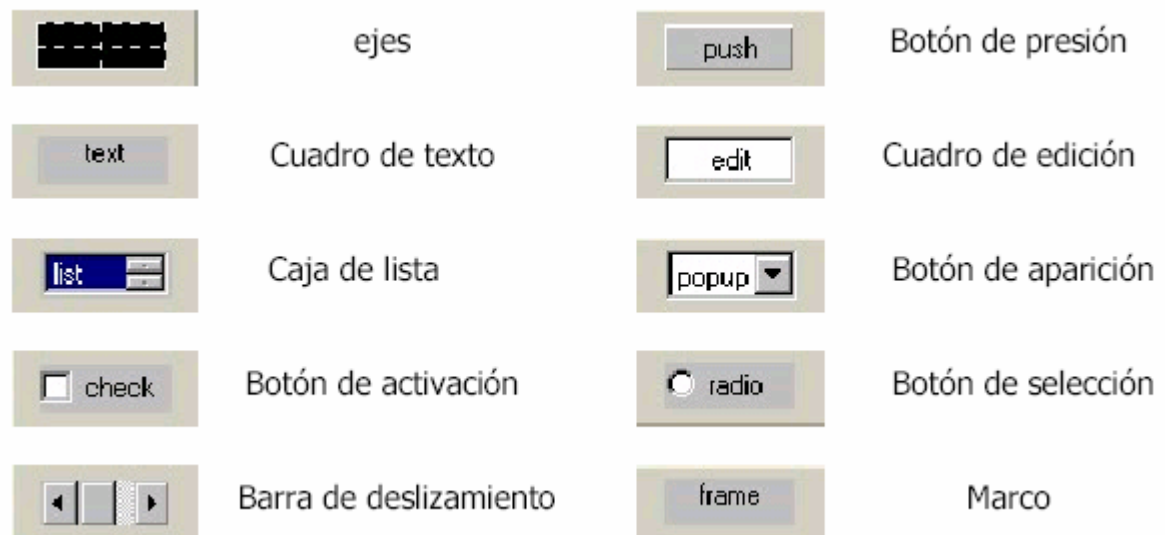 ejes
push
Botón de presión
text
Cuadro de texto
edit
Cuadro de edición
list
Caja de lista
popup
Botón de aparición
check
Botón de activación
radio
Botón de selección
Barra de deslizamiento
frame
Marco